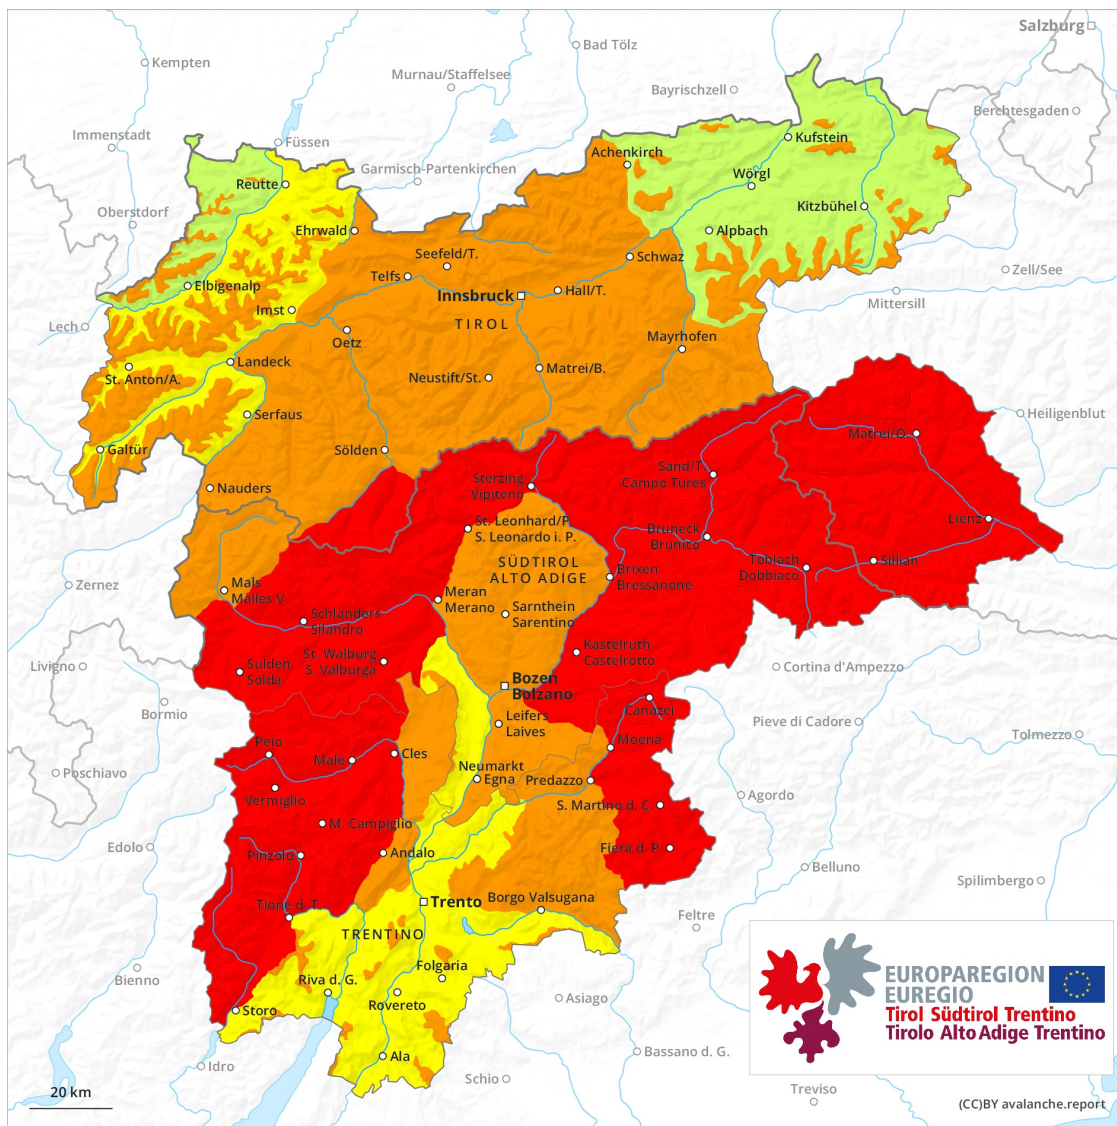 Salzburg
Bad Tölz
Kempten
Murnau/Staffelsee
Bayrischzell
Berchtesgaden
Immenstadt
Füssen
Kufstein
Achenkirch
Garmisch-Partenkirchen
Wörgl
Reutte
Oberstdorf
Kitzbühel
Ehrwald
Alpbach
Seefeld/T.
Schwaz
Telfs
Zell/See
Elbigenalp
Innsbruck
Hall/T.
Mittersill
Imst
TIROL
Lech
Oetz
Mayrhofen
Landeck
Matrei/B.
St. Anton/A.
Neustift/St.
Serfaus
Heiligenblut
Matrei/O.
Galtür
Sölden
Sand/T.
Campo Tures
Sterzing
Vipiteno
Nauders
St. Leonhard/P.
S. Leonardo i. P.
Lienz
Bruneck
Brunico
SÜDTIROL
ALTO ADIGE
Toblach
Dobbiaco
Sillian
Brixen
Bressanone
Zernez
Mals
Malles V.
Meran
Merano
Sarnthein
Sarentino
Schlanders
Silandro
Kastelruth
Castelrotto
St. Walburg
S. Valburga
Livigno
Sulden
Solda
Cortina d'Ampezzo
Bozen
Bolzano
Bormio
Canazei
Leifers
Laives
Pieve di Cadore
Tolmezzo
Peio
Moena
Malè
Cles
Poschiavo
Neumarkt
Egna
Predazzo
Vermiglio
Agordo
S. Martino d. C.
M. Campiglio
Edolo
Fiera d. P.
Pinzolo
Andalo
Belluno
Spilimbergo
Borgo Valsugana
Trento
Tione d. T.
Feltre
TRENTINO
Folgaria
Bienno
Riva d. G.
Rovereto
Asiago
Storo
EUROPAREGION
EUREGIO
Tirol Südtirol Trentino
Tirolo Alto Adige Trentino
Ala
Bassano d. G.
Idro
Schio
Treviso
20 km
(CC)BY avalanche.report